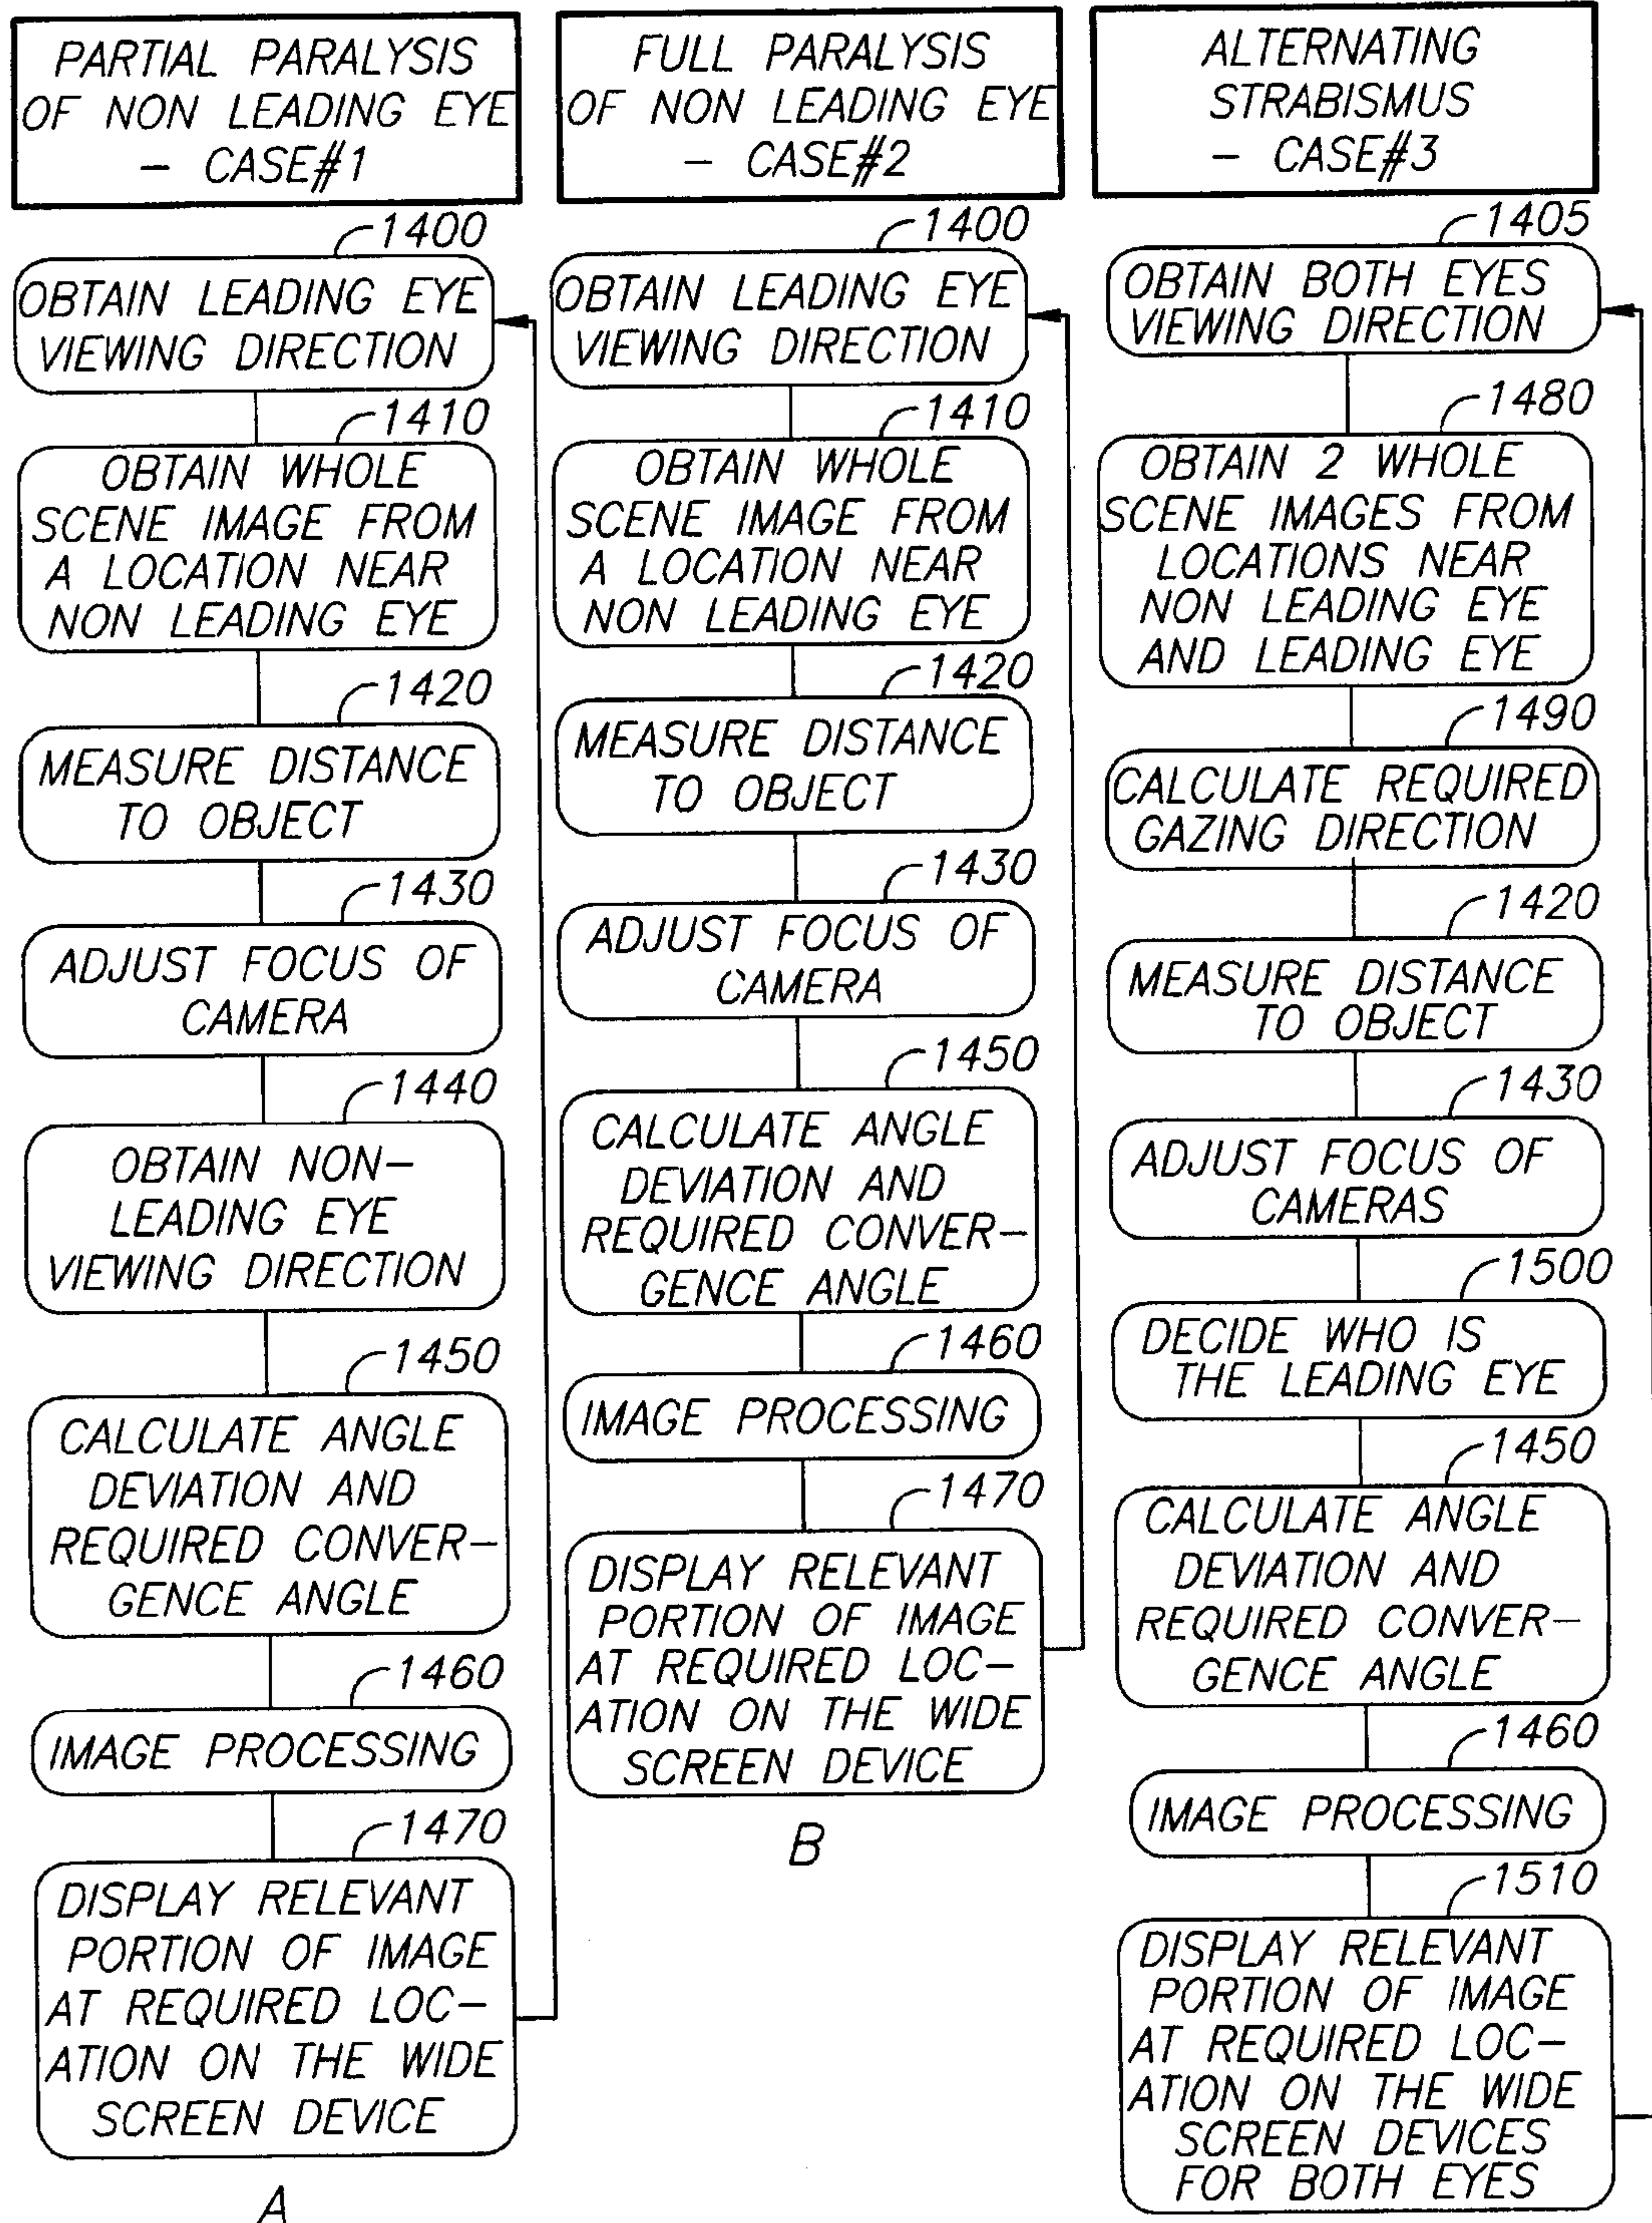 PARTIAL PARALYSIS
OF NON LEADING EYE
- CASE#1
1400
OBTAIN LEADING EYE
VIEWING DIRECTION
1410
OBTAIN WHOLE
SCENE IMAGE FROM
A LOCATION NEAR
NON LEADING EYE
1420
MEASURE DISTANCE
TO OBJECT
1430
ADJUST FOCUS OF
CAMERA
1440
OBTAIN NON-
LEADING EYE
VIEWING DIRECTION
1450
CALCULATE ANGLE
DEVIATION AND
REQUIRED CONVER-
GENCE ANGLE
1460
IMAGE PROCESSING
1470
DISPLAY RELEVANT
PORTION OF IMAGE
AT REQUIRED LOC-
ATION ON THE WIDE
SCREEN DEVICE
A
FULL PARALYSIS
OF NON LEADING EYE
- CASE#2
1400
OBTAIN LEADING EYE
VIEWING DIRECTION
1410
OBTAIN WHOLE
SCENE IMAGE FROM
A LOCATION NEAR
NON LEADING EYE
1420
MEASURE DISTANCE
TO OBJECT
1430
ADJUST FOCUS OF
CAMERA
1450
CALCULATE ANGLE
DEVIATION AND
REQUIRED CONVER-
GENCE ANGLE
1460
IMAGE PROCESSING
1470
DISPLAY RELEVANT
PORTION OF IMAGE
AT REQUIRED LOC-
ATION ON THE WIDE
SCREEN DEVICE
B
ALTERNATING
STRABISMUS
- CASE#3
1405
OBTAIN BOTH EYES
VIEWING DIRECTION
1480
OBTAIN 2 WHOLE
SCENE IMAGES FROM
LOCATIONS NEAR
NON LEADING EYE
AND LEADING EYE
1490
CALCULATE REQUIRED
GAZING DIRECTION
1420
MEASURE DISTANCE
TO OBJECT
1430
ADJUST FOCUS OF
CAMERAS
1500
DECIDE WHO IS
THE LEADING EYE
1450
CALCULATE ANGLE
DEVIATION AND
REQUIRED CONVER-
GENCE ANGLE
1460
IMAGE PROCESSING
1510
DISPLAY RELEVANT
PORTION OF IMAGE
AT REQUIRED LOC-
ATION ON THE WIDE
SCREEN DEVICES
FOR BOTH EYES